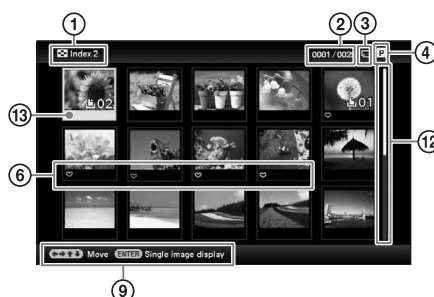 ① ② ③
Index 2 0001/002 P ④
02 01
⑬
⑫
⑥
Move ENTER Single image display
⑨